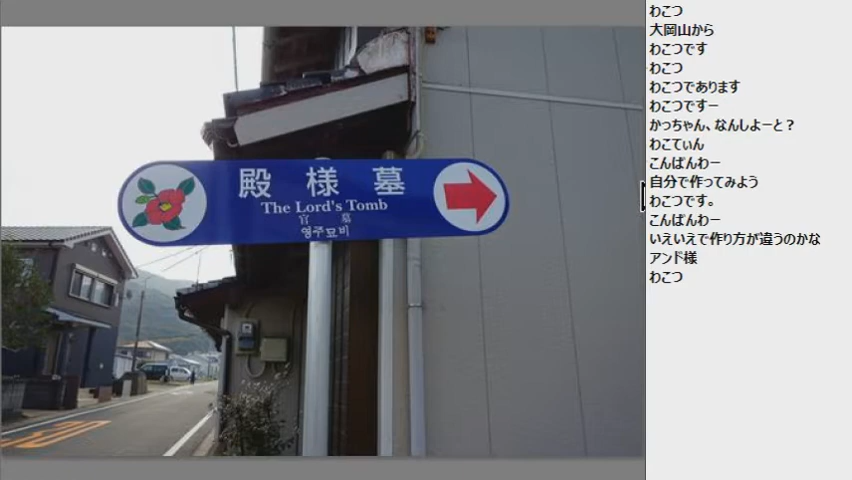 殿様墓
The Lord's Tomb
官墓
영주묘비
わこつ
大岡山から
わこつです
わこつ
わこつであります
わこつですー
かっちゃん、なんしよーと？
わこてぃん
こんばんわー
自分で作ってみよう
わこつです。
こんばんわー
いえいえで作り方が違うのかな
アンド様
わこつ